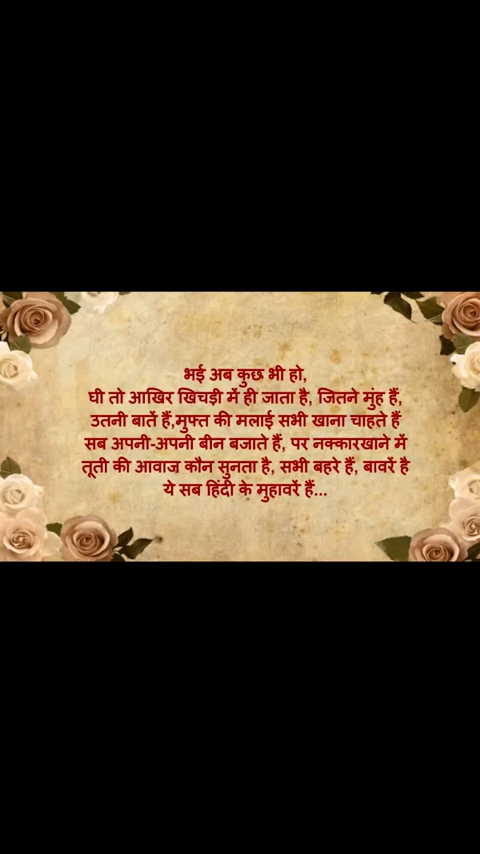 भई अब कुछ भी हो,
घी तो आखिर खिचड़ी में ही जाता है, जितने मुंह हैं,
उतनी बातें हैं,मुफ्त की मलाई सभी खाना चाहते हैं
सब अपनी-अपनी बीन बजाते हैं, पर नक्कारखाने में
तूती की आवाज कौन सुनता है, सभी बहरे हैं, बावरें है
ये सब हिंदी के मुहावरें हैं...